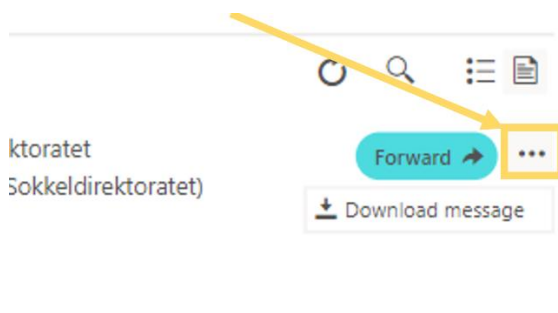 ktoratet
Forward
Sokkeldirektoratet)
Download message